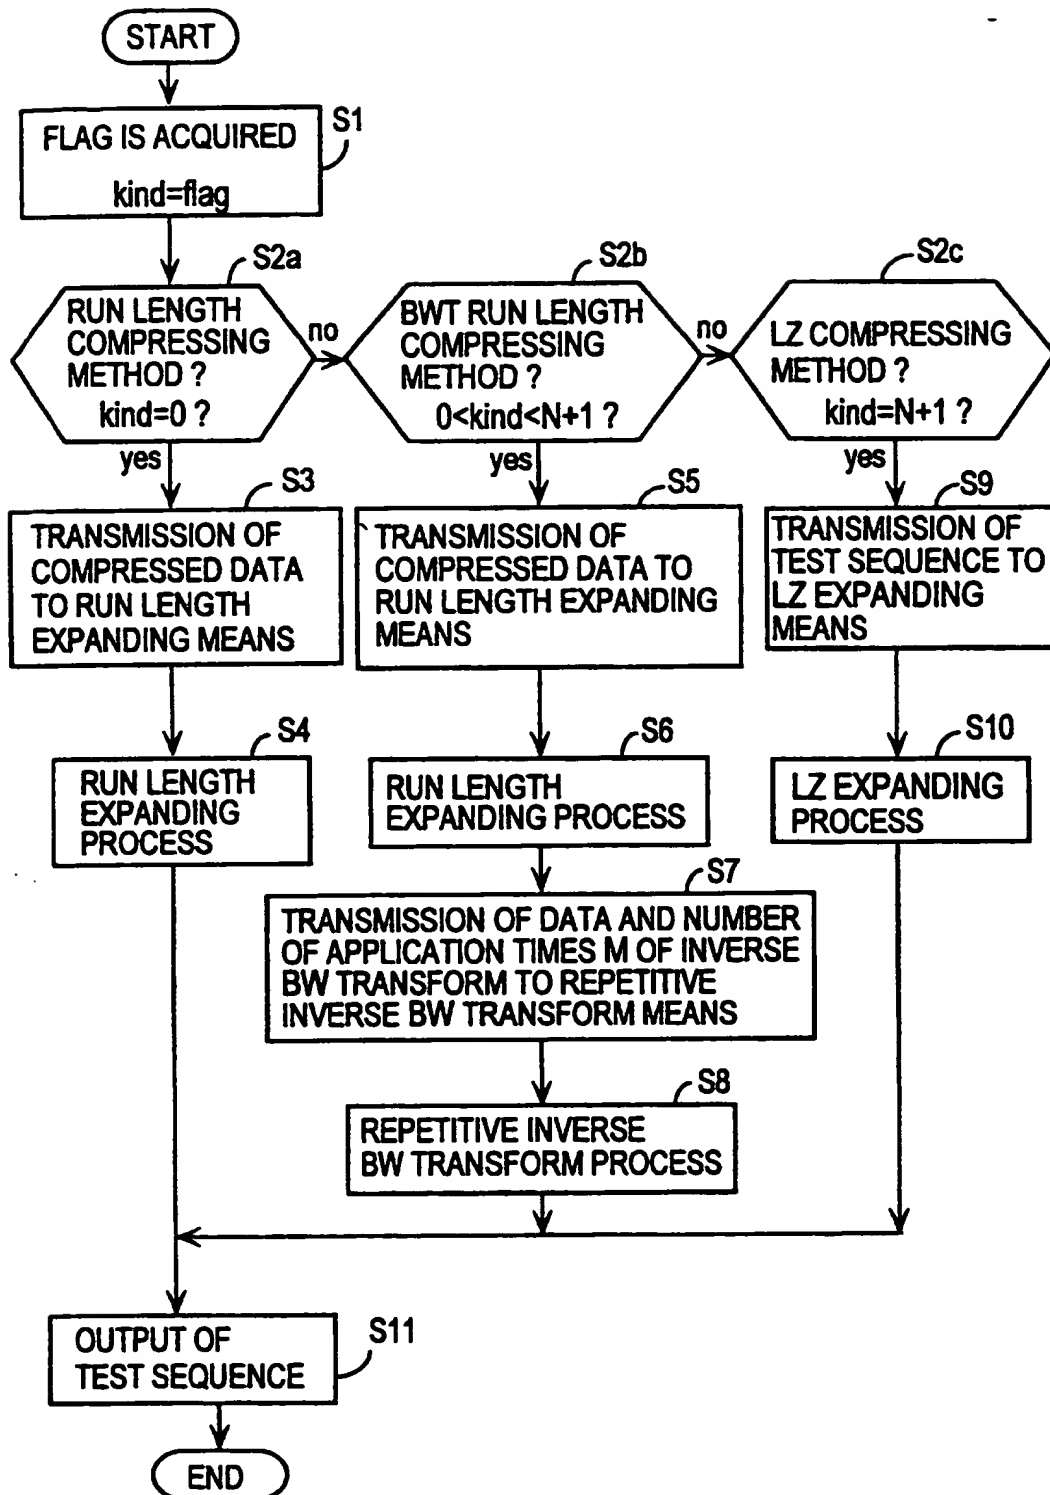 START
S1
FLAG IS ACQUIRED
kind=flag
S2a
RUN LENGTH
COMPRESSING
METHOD ?
kind=0 ?
no
yes
S2b
BWT RUN LENGTH
COMPRESSING
METHOD ?
0<kind<N+1 ?
no
yes
S2c
LZ COMPRESSING
METHOD ?
kind=N+1 ?
yes
S3
TRANSMISSION OF
COMPRESSED DATA
TO RUN LENGTH
EXPANDING MEANS
S5
TRANSMISSION OF
COMPRESSED DATA TO
RUN LENGTH EXPANDING
MEANS
S9
TRANSMISSION OF
TEST SEQUENCE TO
LZ EXPANDING
MEANS
S4
RUN LENGTH
EXPANDING
PROCESS
S6
RUN LENGTH
EXPANDING PROCESS
S10
LZ EXPANDING
PROCESS
S7
TRANSMISSION OF DATA AND NUMBER
OF APPLICATION TIMES M OF INVERSE
BW TRANSFORM TO REPETITIVE
INVERSE BW TRANSFORM MEANS
S8
REPETITIVE INVERSE
BW TRANSFORM PROCESS
S11
OUTPUT OF
TEST SEQUENCE
END